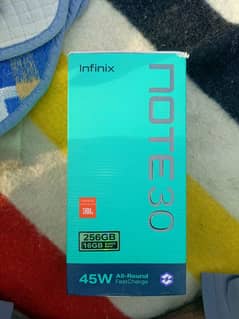 Infinix
NOTE 30
JBL
256GB
16GB
45W All-Round
FastCharge